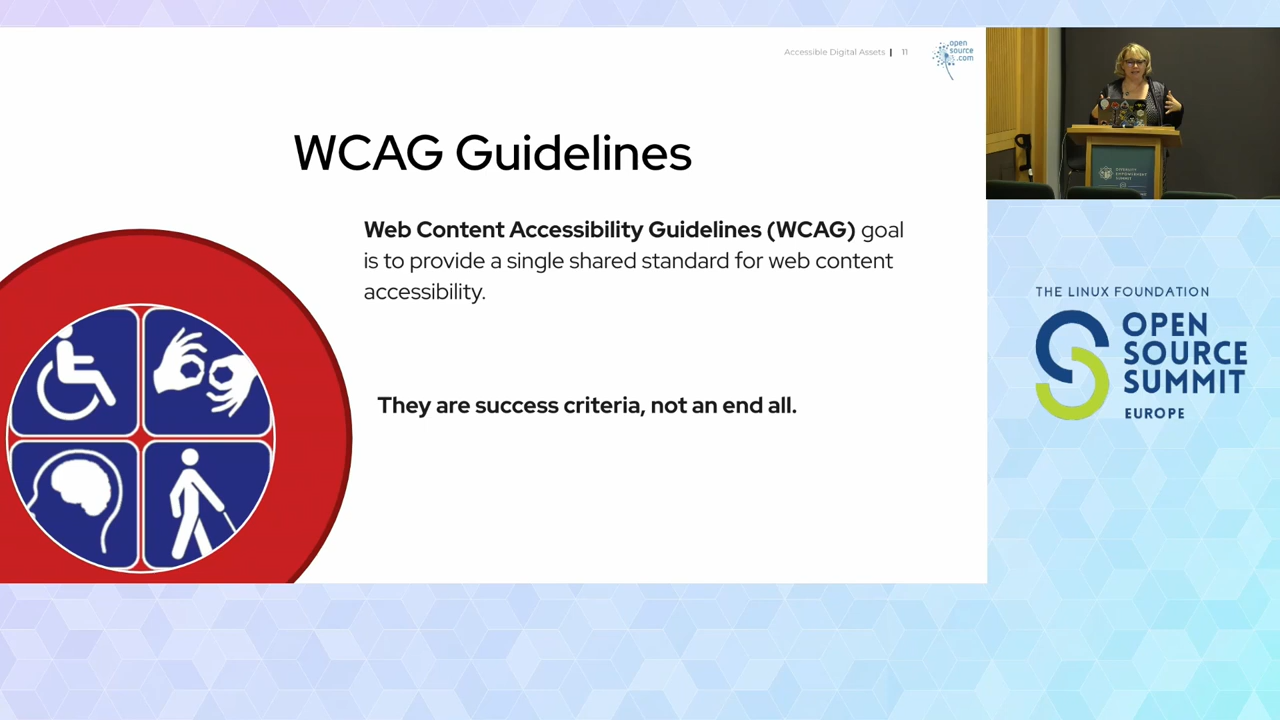 Accessible Digital Assets | 11
open
source
.com
WCAG Guidelines
Web Content Accessibility Guidelines (WCAG) goal
is to provide a single shared standard for web content
accessibility.
They are success criteria, not an end all.
THE LINUX FOUNDATION
OPEN
SOURCE
SUMMIT
EUROPE